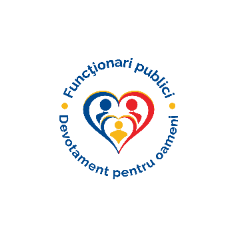 Funcționari publici
Devotament pentru oameni